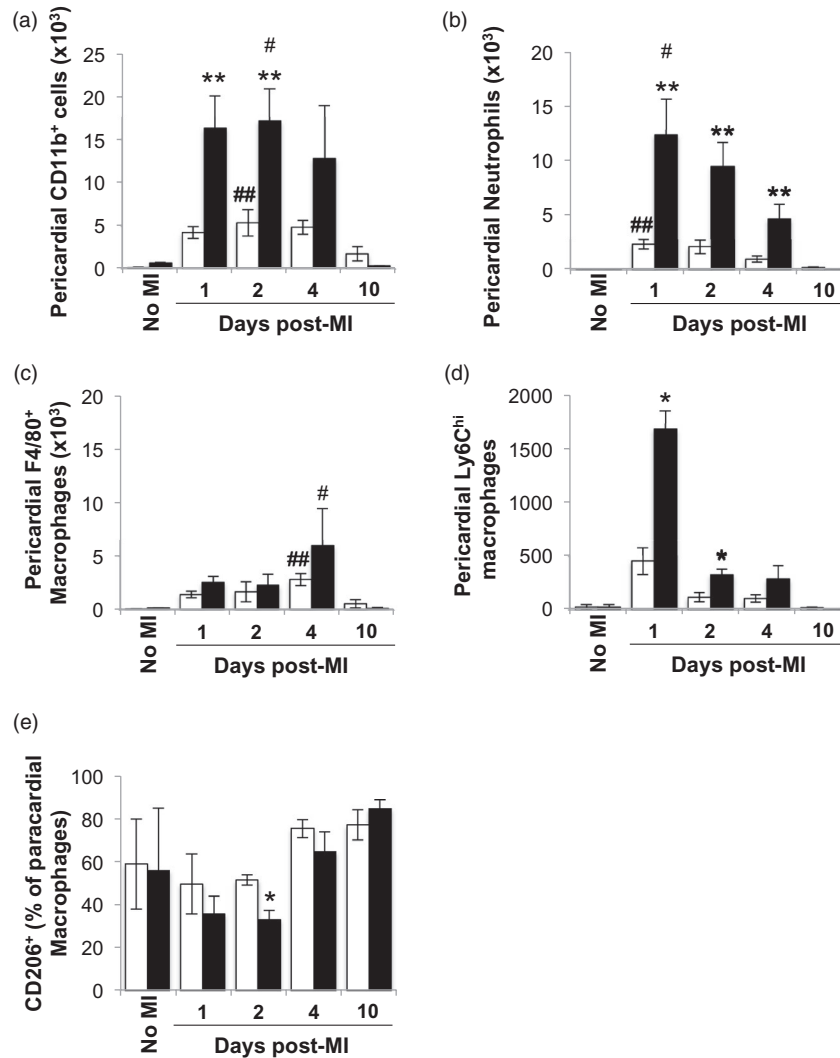 (a)
Pericardial CD11b⁺ cells (x10³)
25
20
15
10
5
0
** ** #
##
No MI
1 2 4 10
Days post-MI
(b)
Pericardial Neutrophils (x10³)
20
15
10
5
0
#
** ** **
##
No MI
1 2 4 10
Days post-MI
(c)
Pericardial F4/80⁺
Macrophages (x10³)
20
15
10
5
0
## #
No MI
1 2 4 10
Days post-MI
(d)
Pericardial Ly6Cʰⁱ
macrophages
2000
1500
1000
500
0
* *
No MI
1 2 4 10
Days post-MI
(e)
CD206⁺ (% of paracardial
Macrophages)
100
80
60
40
20
0
*
No MI
1 2 4 10
Days post-MI